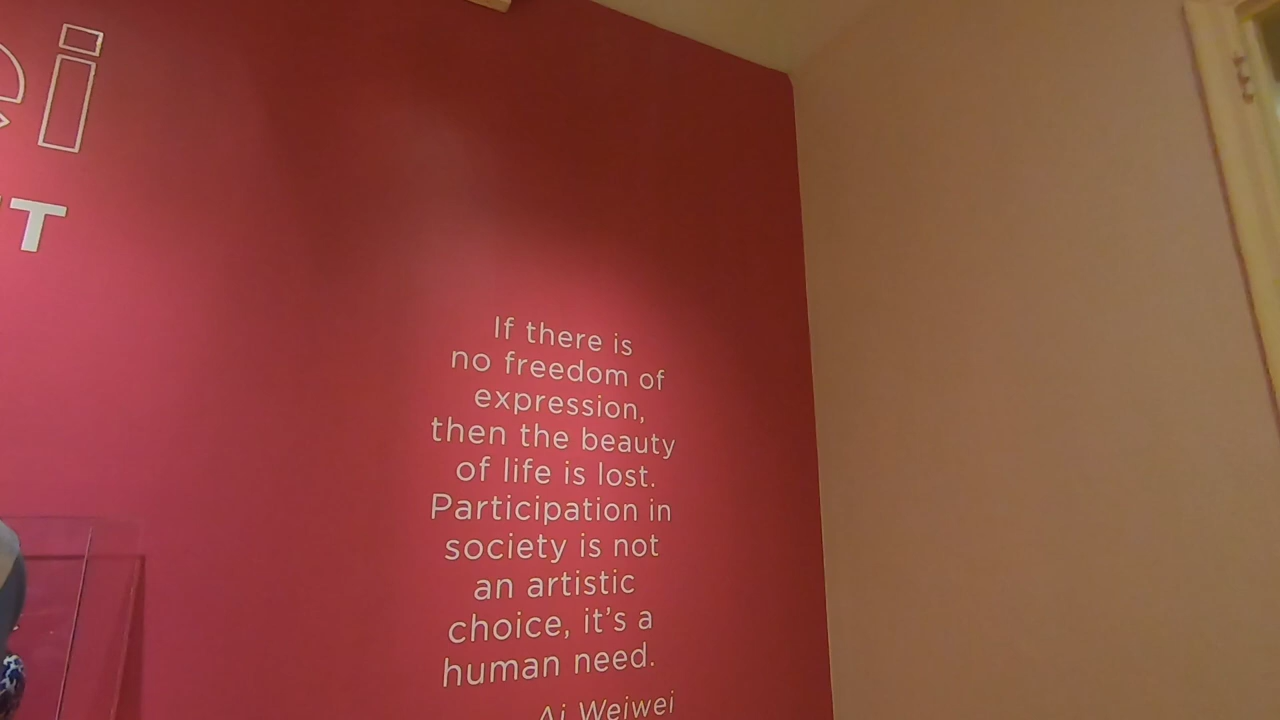 ei
T
If there is
no freedom of
expression,
then the beauty
of life is lost.
Participation in
society is not
an artistic
choice, it's a
human need.
Ai Weiwei